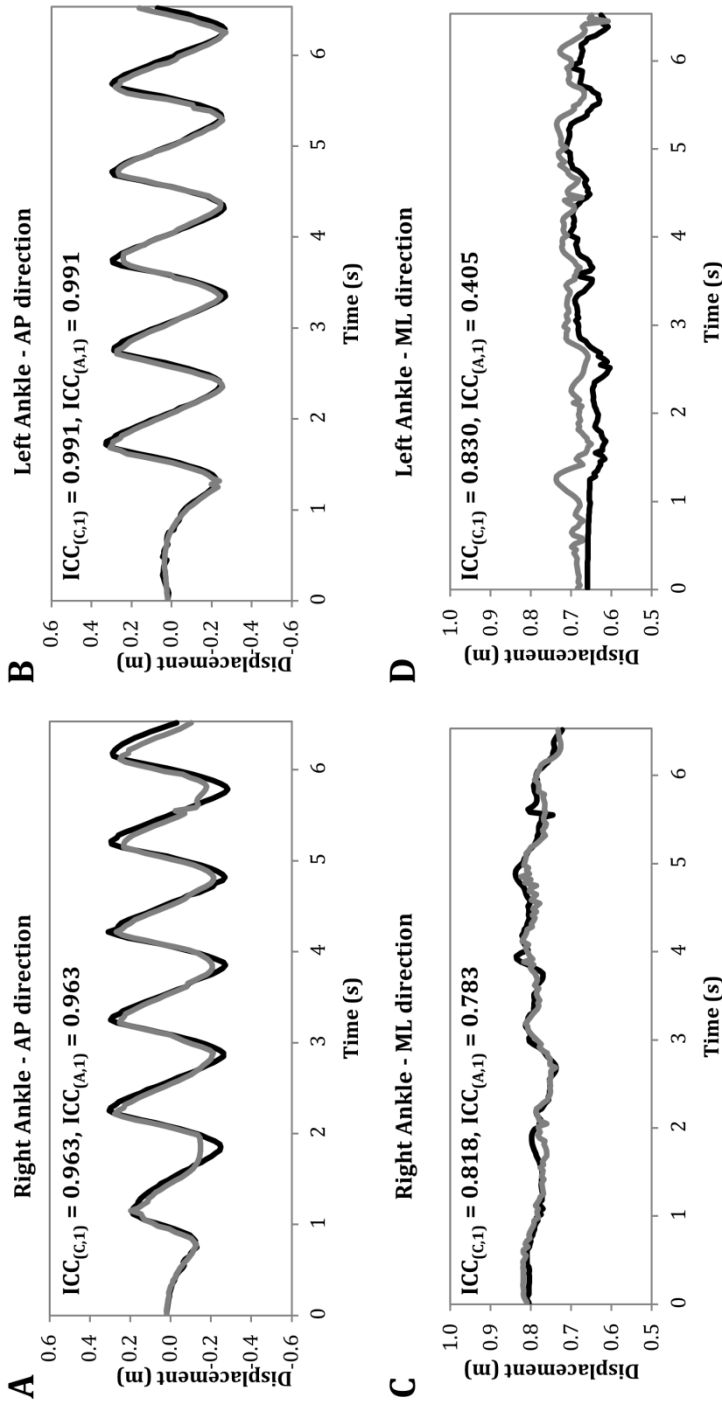 A
Right Ankle - AP direction
ICC(C,1) = 0.963, ICC(A,1) = 0.963
Displacement (m)
0.6
0.4
0.2
0.0
-0.2
-0.4
-0.6
0 1 2 3 4 5 6
Time (s)
B
Left Ankle - AP direction
ICC(C,1) = 0.991, ICC(A,1) = 0.991
Displacement (m)
0.6
0.4
0.2
0.0
-0.2
-0.4
-0.6
0 1 2 3 4 5 6
Time (s)
C
Right Ankle - ML direction
ICC(C,1) = 0.818, ICC(A,1) = 0.783
Displacement (m)
1.0
0.9
0.8
0.7
0.6
0.5
0 1 2 3 4 5 6
Time (s)
D
Left Ankle - ML direction
ICC(C,1) = 0.830, ICC(A,1) = 0.405
Displacement (m)
1.0
0.9
0.8
0.7
0.6
0.5
0 1 2 3 4 5 6
Time (s)